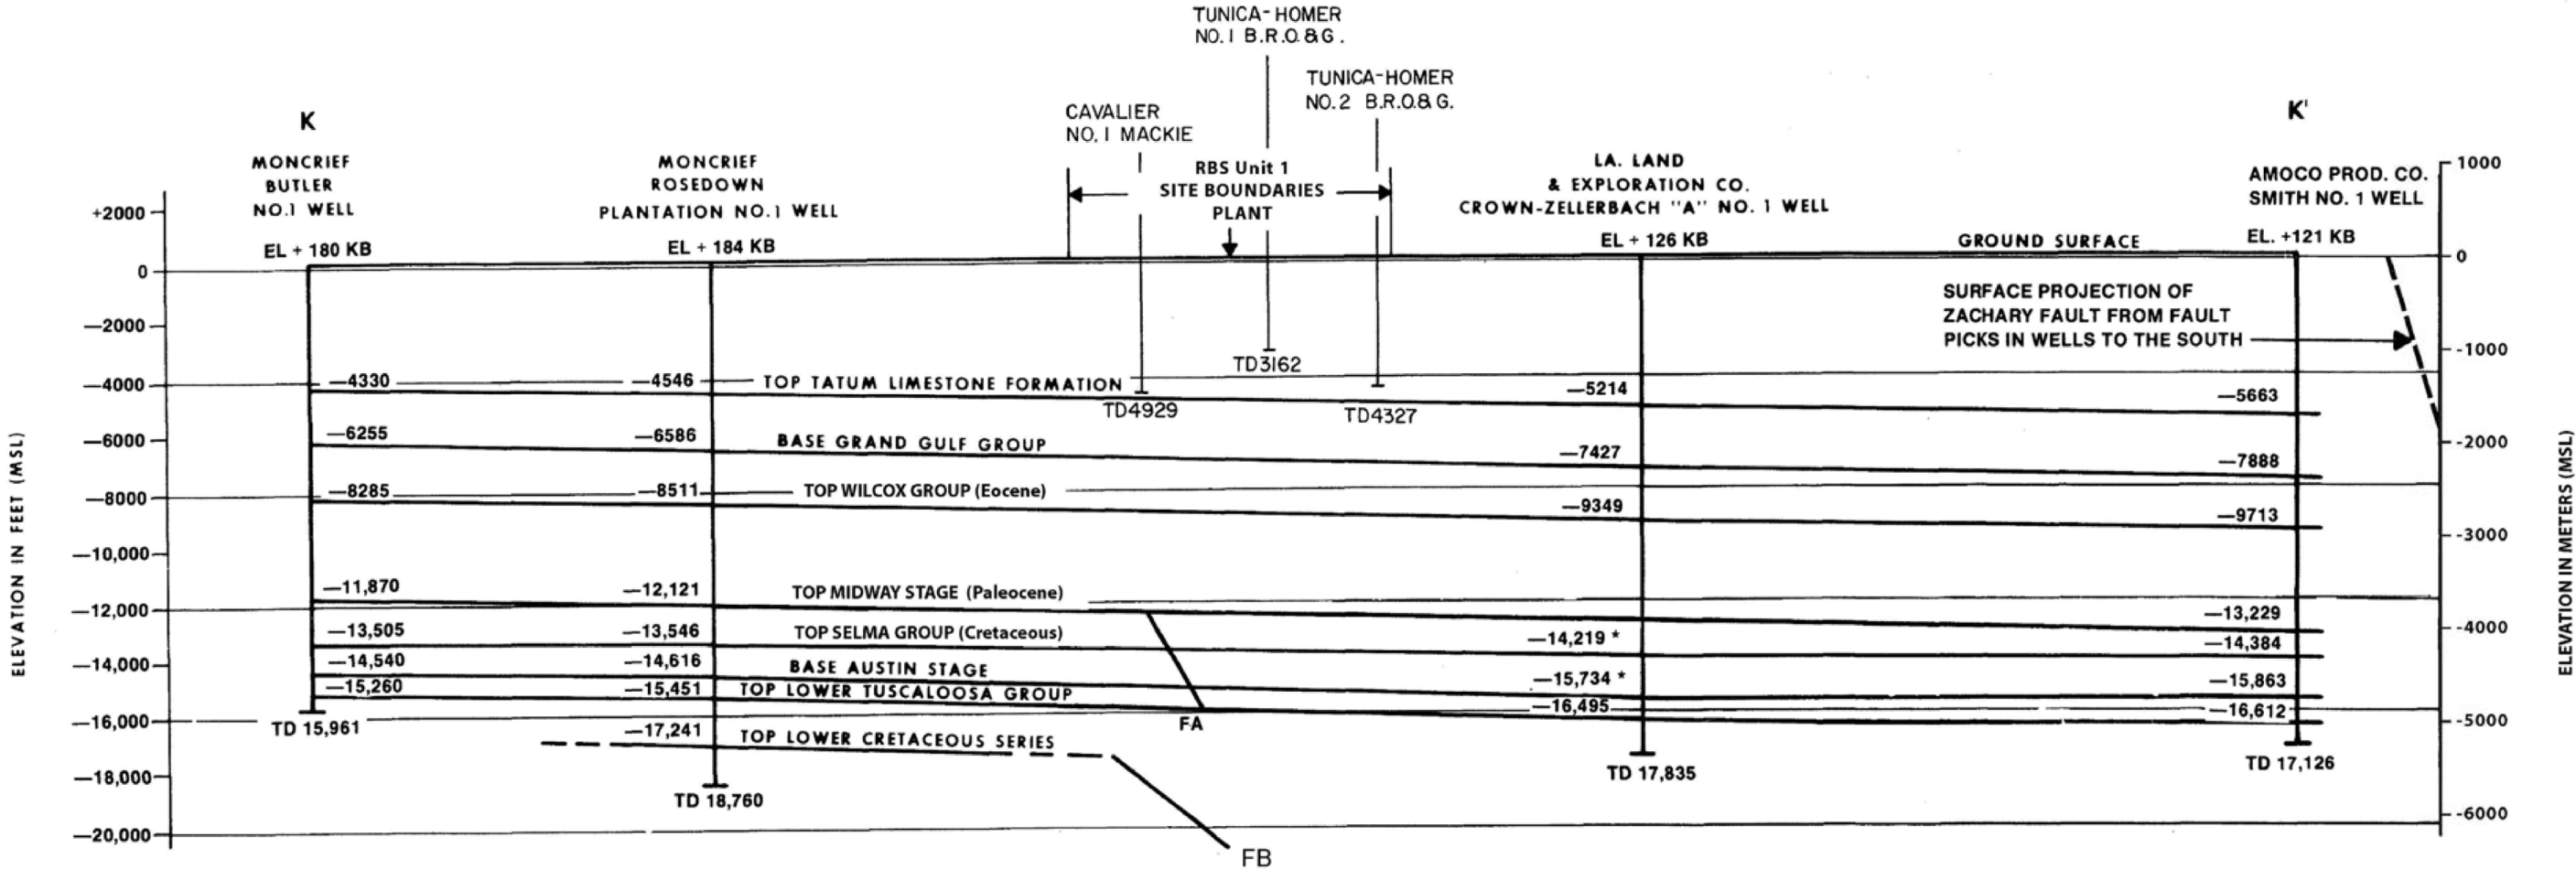 TUNICA-HOMER
NO. 1 B.R.O.&G.
TUNICA-HOMER
NO. 2 B.R.O.&G.
CAVALIER
NO. 1 MACKIE
K
K'
MONCRIEF
BUTLER
NO.1 WELL
EL + 180 KB
MONCRIEF
ROSEDOWN
PLANTATION NO.1 WELL
EL + 184 KB
RBS Unit 1
SITE BOUNDARIES
PLANT
LA. LAND
& EXPLORATION CO.
CROWN-ZELLERBACH "A" NO. 1 WELL
EL + 126 KB
GROUND SURFACE
AMOCO PROD. CO.
SMITH NO. 1 WELL
EL. +121 KB
ELEVATION IN FEET (MSL)
+2000
0
—2000
—4000
—6000
—8000
—10,000
—12,000
—14,000
—16,000
—18,000
—20,000
1000
0
-1000
-2000
-3000
-4000
-5000
-6000
ELEVATION IN METERS (MSL)
SURFACE PROJECTION OF
ZACHARY FAULT FROM FAULT
PICKS IN WELLS TO THE SOUTH
TD3162
TD4929
TD4327
—4330 —4546 TOP TATUM LIMESTONE FORMATION —5214 —5663
—6255 —6586 BASE GRAND GULF GROUP —7427 —7888
—8285 —8511 TOP WILCOX GROUP (Eocene) —9349 —9713
—11,870 —12,121 TOP MIDWAY STAGE (Paleocene) —13,229
—13,505 —13,546 TOP SELMA GROUP (Cretaceous) —14,219 * —14,384
—14,540 —14,616 BASE AUSTIN STAGE —15,734 * —15,863
—15,260 —15,451 TOP LOWER TUSCALOOSA GROUP —16,495 —16,612
FA
TD 15,961
—17,241 TOP LOWER CRETACEOUS SERIES
TD 18,760
TD 17,835
TD 17,126
FB